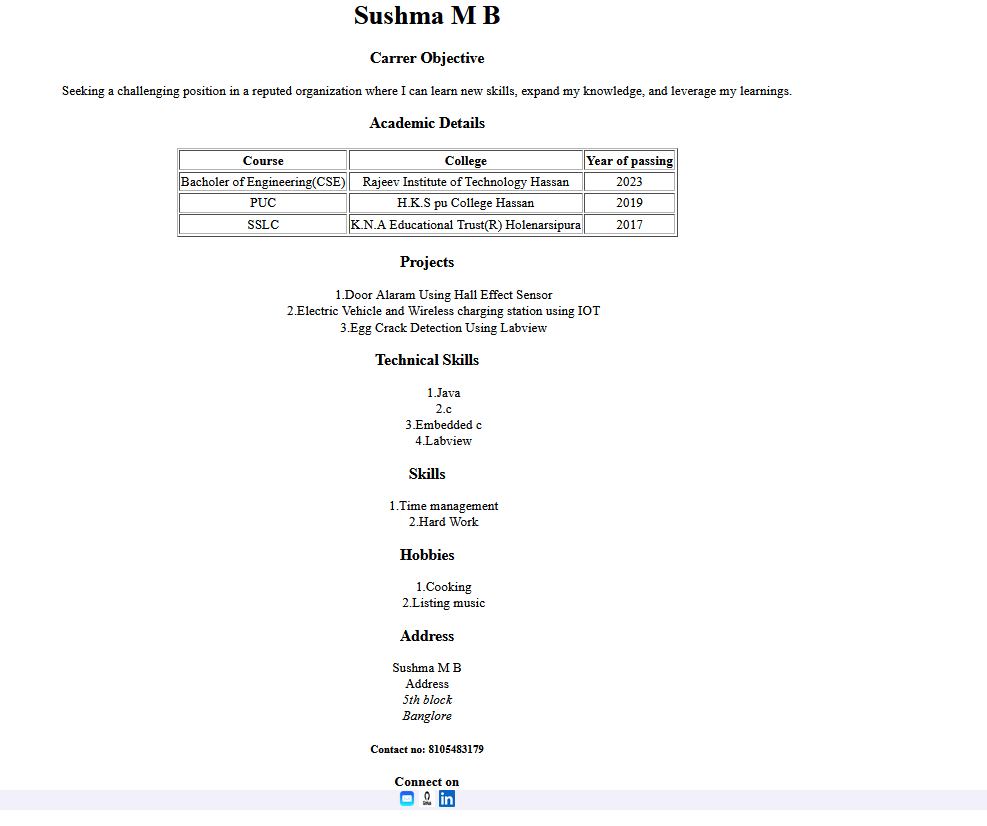 Sushma M B
Carrer Objective
Seeking a challenging position in a reputed organization where I can learn new skills, expand my knowledge, and leverage my learnings.
Academic Details
Course College Year of passing
Bacholer of Engineering(CSE) Rajeev Institute of Technology Hassan 2023
PUC H.K.S pu College Hassan 2019
SSLC K.N.A Educational Trust(R) Holenarsipura 2017
Projects
1.Door Alaram Using Hall Effect Sensor
2.Electric Vehicle and Wireless charging station using IOT
3.Egg Crack Detection Using Labview
Technical Skills
1.Java
2.c
3.Embedded c
4.Labview
Skills
1.Time management
2.Hard Work
Hobbies
1.Cooking
2.Listing music
Address
Sushma M B
Address
5th block
Banglore
Contact no: 8105483179
Connect on
in